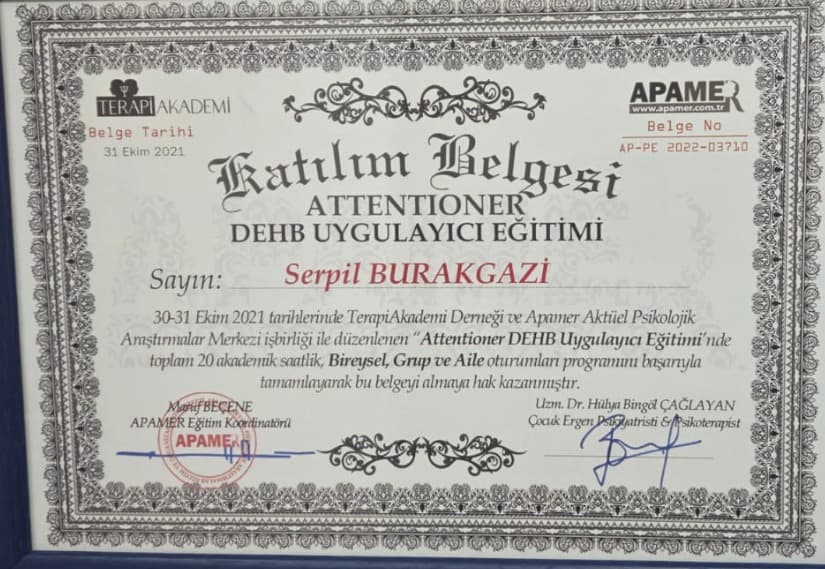 TERAPİ AKADEMİ
Belge Tarihi
31 Ekim 2021
APAMER
www.apamer.com.tr
Belge No
AP-PE 2022-03710
Katılım Belgesi
ATTENTIONER
DEHB UYGULAYICI EĞİTİMİ
Sayın: Serpil BURAKGAZİ
30-31 Ekim 2021 tarihlerinde TerapiAkademi Derneği ve Apamer Aktüel Psikolojik
Araştırmalar Merkezi işbirliği ile düzenlenen “Attentioner DEHB Uygulayıcı Eğitimi’nde
toplam 20 akademik saatlik, Bireysel, Grup ve Aile oturumları programını başarıyla
tamamlayarak bu belgeyi almaya hak kazanmıştır.
Maruf BEÇENE
APAMER Eğitim Koordinatörü
APAMER
Uzm. Dr. Hülya Bingöl ÇAĞLAYAN
Çocuk Ergen Psikiyatristi & Psikoterapist